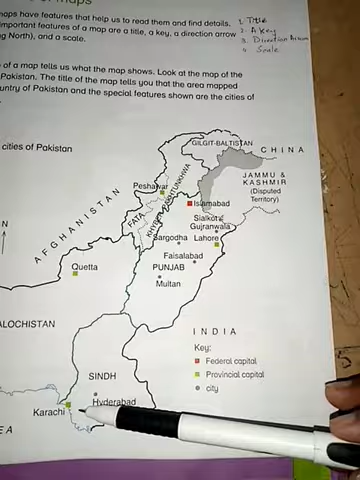 of maps
maps have features that help us to read them and find details.
important features of a map are a title, a key, a direction arrow
ng North), and a scale.
1. Title
2. A Key
3. Direction Arrow
4. Scale
e of a map tells us what the map shows. Look at the map of the
Pakistan. The title of the map tells you that the area mapped
untry of Pakistan and the special features shown are the cities of
cities of Pakistan
GILGIT-BALTISTAN
CHINA
JAMMU &
KASHMIR
(Disputed
Territory)
AFGHANISTAN
Peshawar
KHYBER PAKHTUNKHWA
FATA
Islamabad
Sialkot
Gujranwala
N
Sargodha
Lahore
Faisalabad
Quetta
PUNJAB
Multan
ALOCHISTAN
INDIA
Key:
Federal capital
Provincial capital
city
SINDH
Hyderabad
Karachi
E A